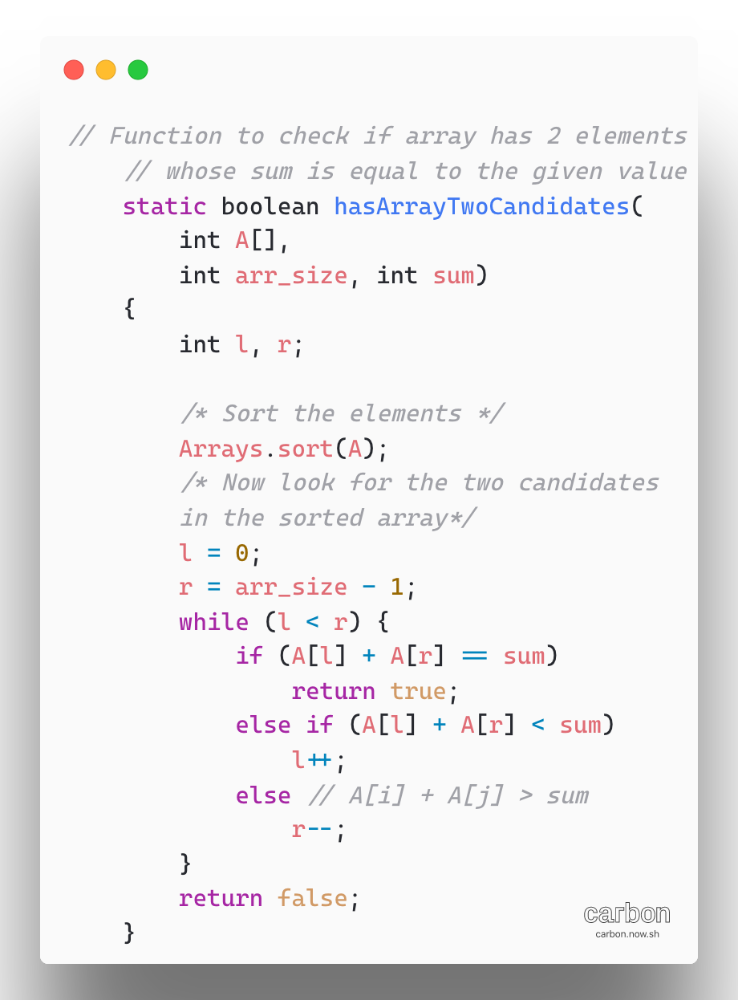 // Function to check if array has 2 elements
// whose sum is equal to the given value
static boolean hasArrayTwoCandidates(
int A[],
int arr_size, int sum)
{
int l, r;
/* Sort the elements */
Arrays.sort(A);
/* Now look for the two candidates
in the sorted array*/
l = 0;
r = arr_size - 1;
while (l < r) {
if (A[l] + A[r] == sum)
return true;
else if (A[l] + A[r] < sum)
l++;
else // A[i] + A[j] > sum
r--;
}
return false;
}
carbon
carbon.now.sh